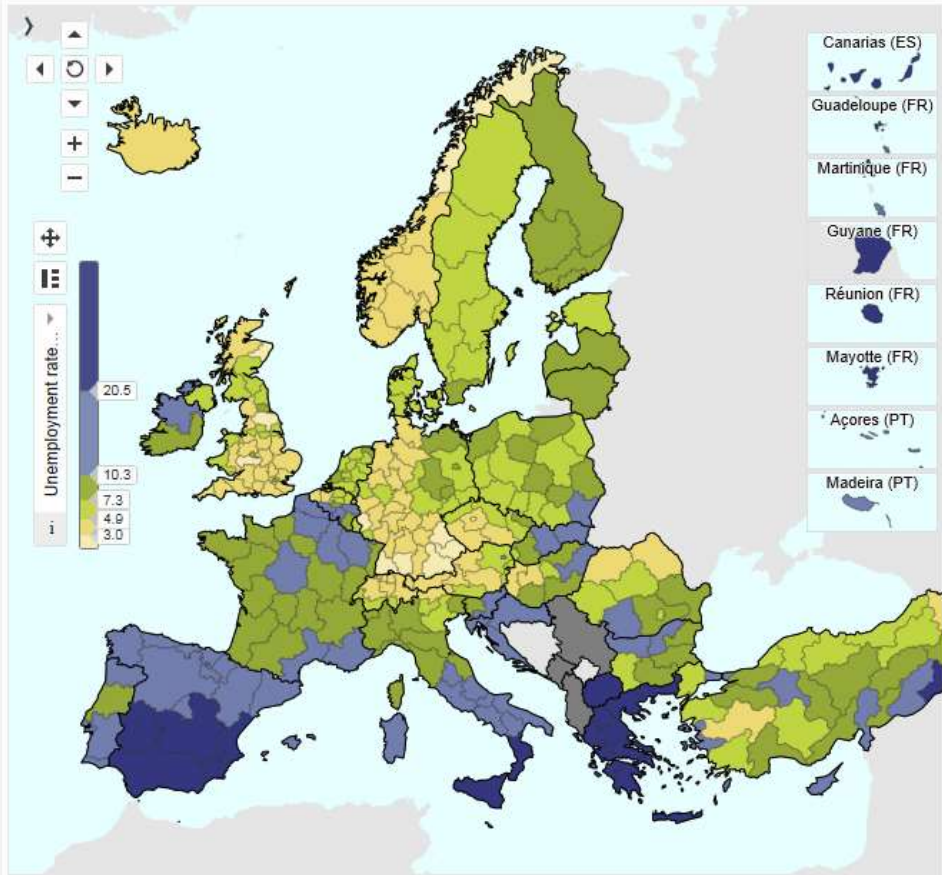 Canarias (ES)
Guadeloupe (FR)
Martinique (FR)
Guyane (FR)
Réunion (FR)
Mayotte (FR)
Açores (PT)
Madeira (PT)
Unemployment rate...
i
20.5
10.3
7.3
4.9
3.0